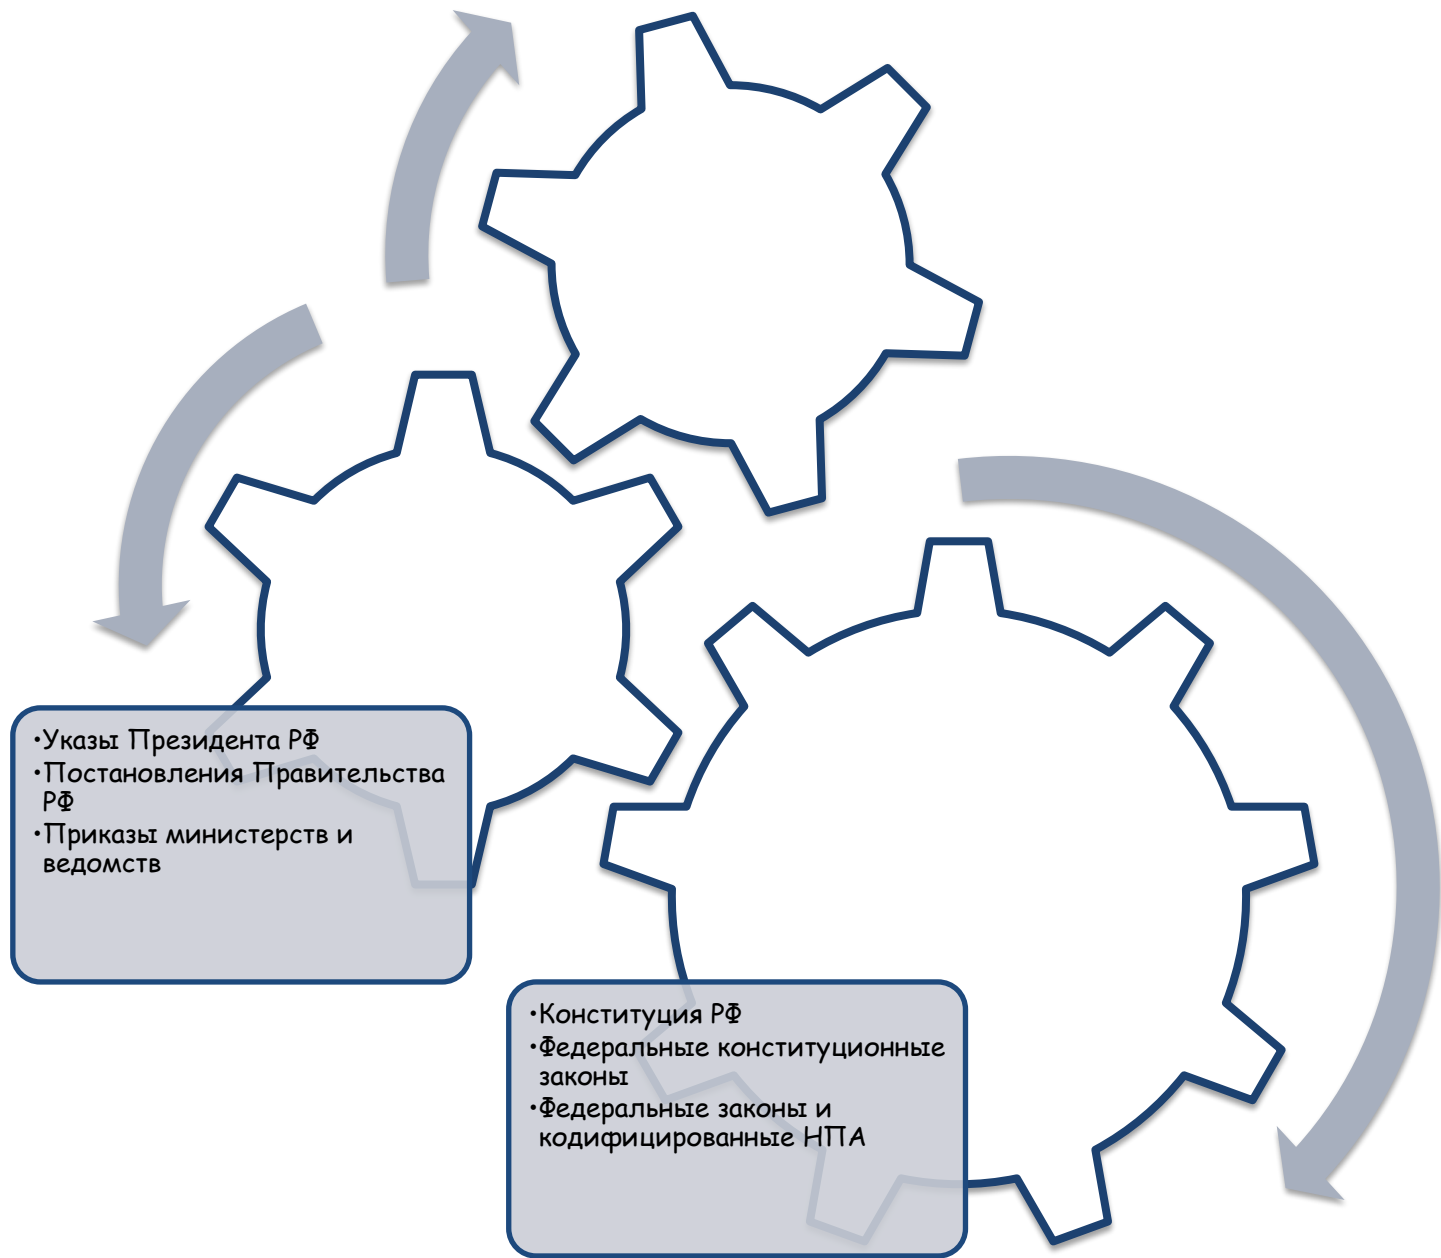 •Указы Президента РФ
•Постановления Правительства
РФ
•Приказы министерств и
ведомств
•Конституция РФ
•Федеральные конституционные
законы
•Федеральные законы и
кодифицированные НПА